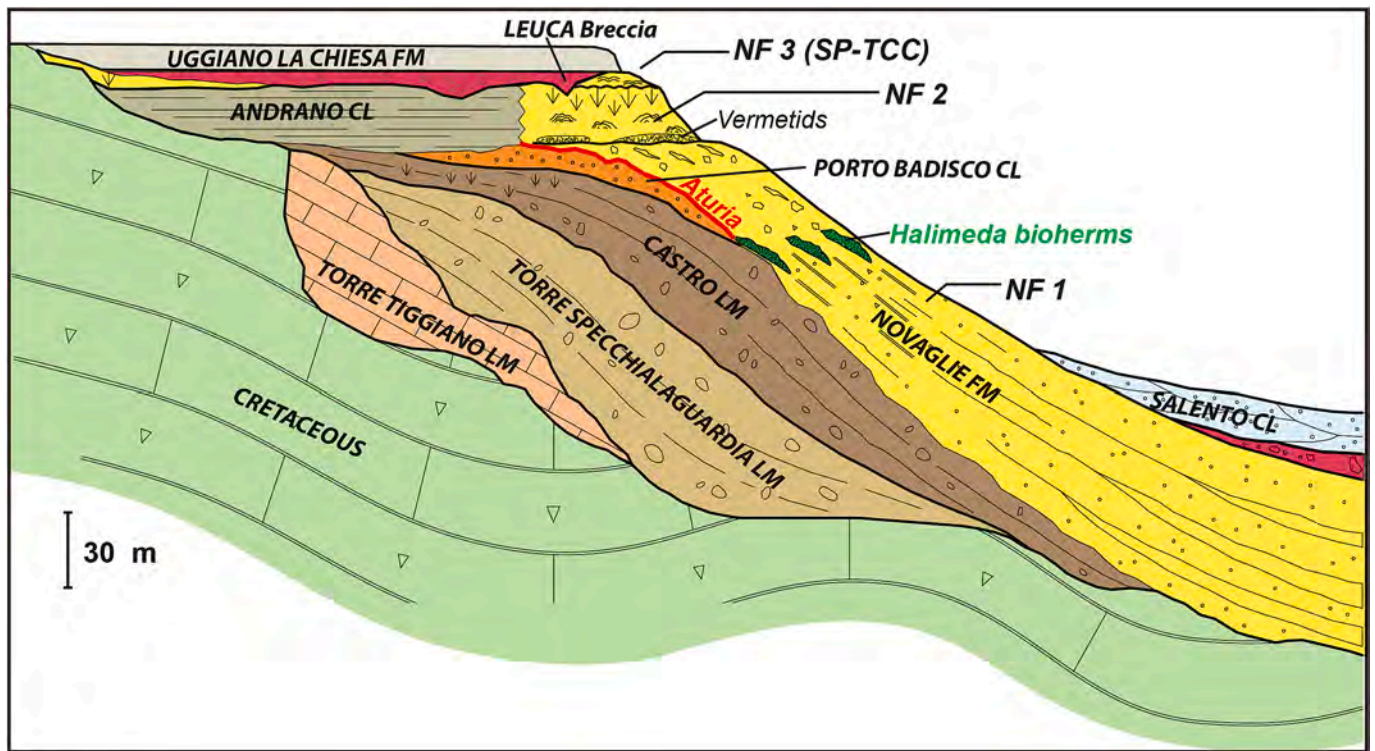 LEUCA Breccia
NF 3 (SP-TCC)
UGGIANO LA CHIESA FM
NF 2
ANDRANO CL
Vermetids
PORTO BADISCO CL
Aturia
Halimeda bioherms
CASTRO LM
NF 1
TORRE TIGGIANO LM
TORRE SPECCHIALAGUARDIA LM
NOVAGLIE FM
SALENTO CL
CRETACEOUS
30 m